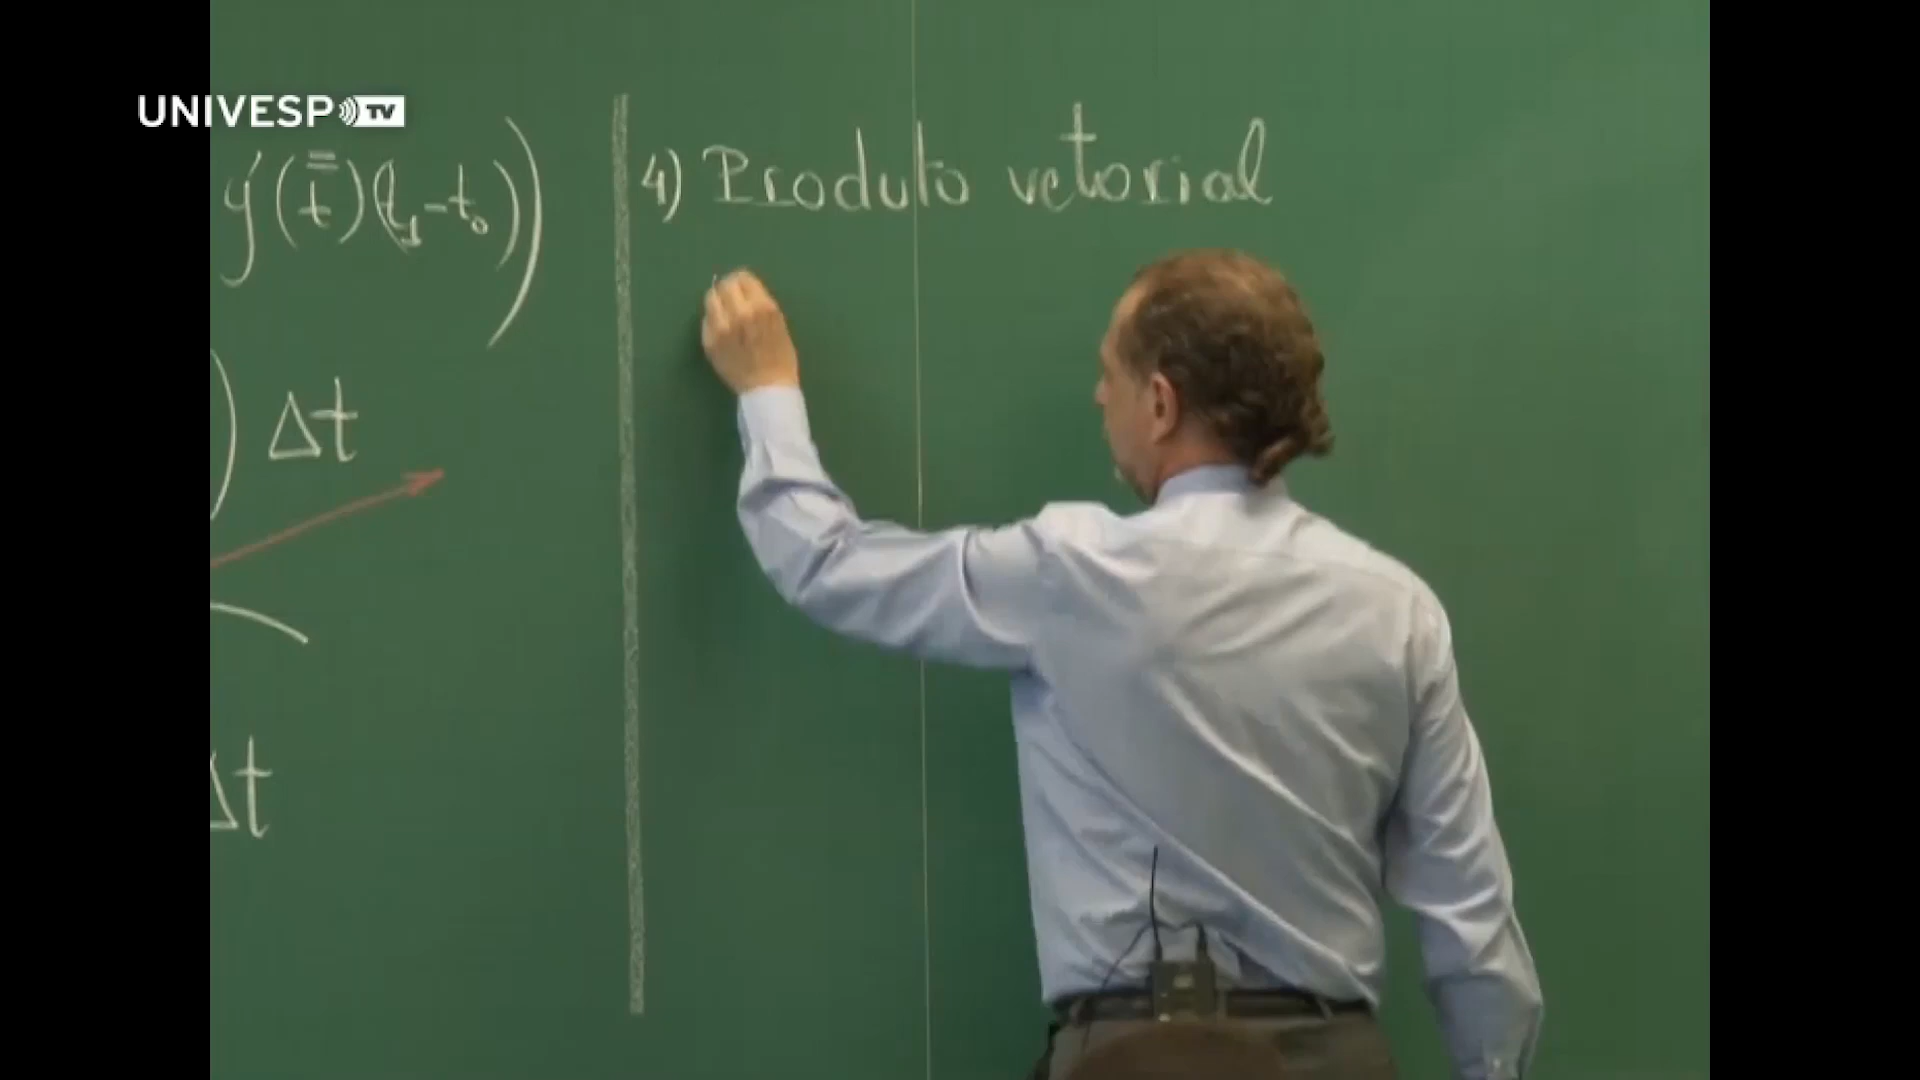 UNIVESP TV
y'(t̿)(t₁-t₀))
Δt
Δt
4) Produto vetorial